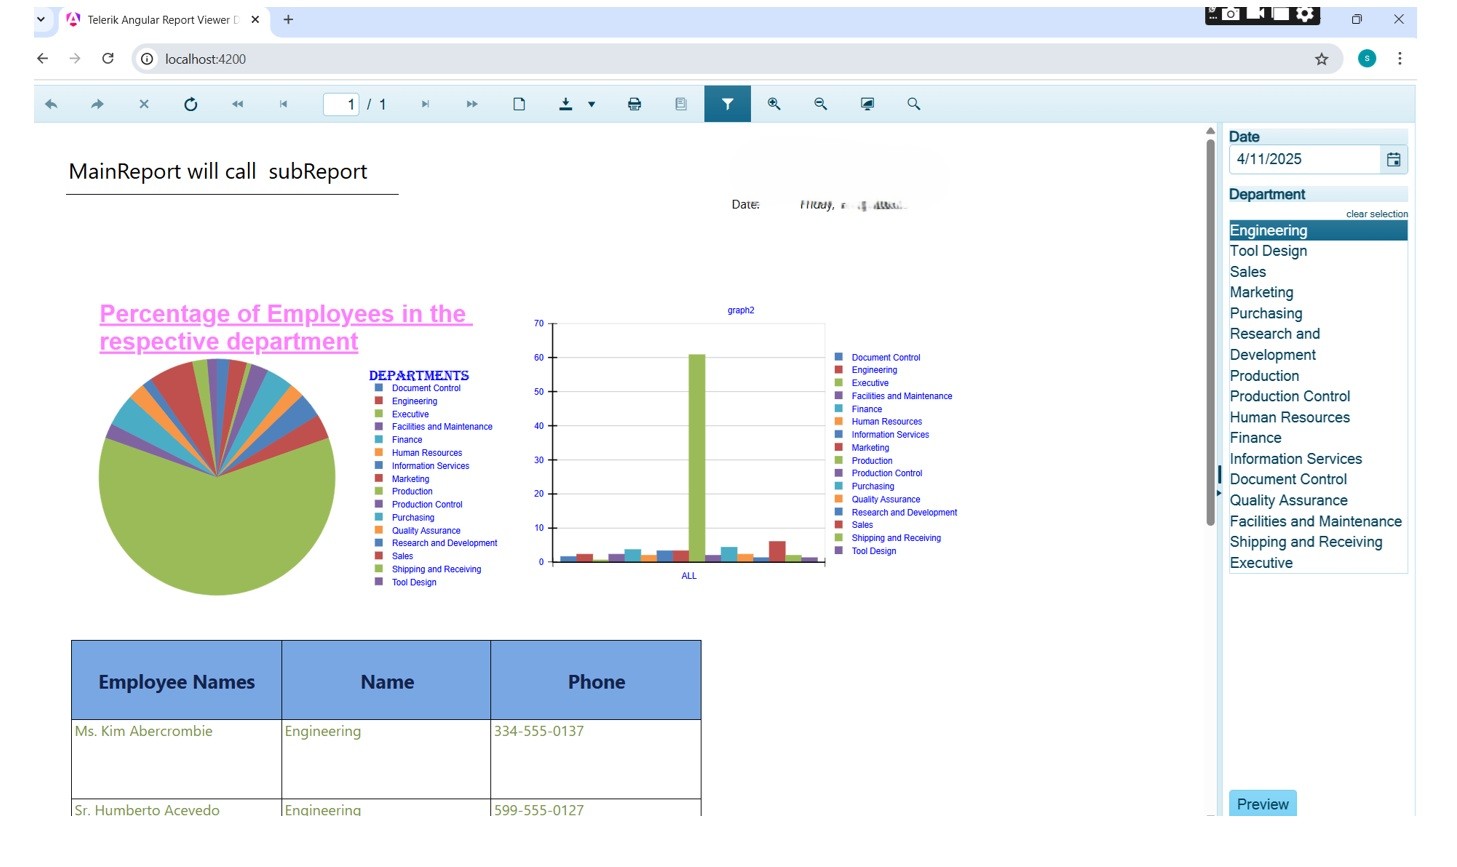 Telerik Angular Report Viewer D
localhost:4200
1 / 1
MainReport will call  subReport
Date:
Friday,
Percentage of Employees in the
respective department
DEPARTMENTS
Document Control
Engineering
Executive
Facilities and Maintenance
Finance
Human Resources
Information Services
Marketing
Production
Production Control
Purchasing
Quality Assurance
Research and Development
Sales
Shipping and Receiving
Tool Design
graph2
70
60
50
40
30
20
10
0
ALL
Document Control
Engineering
Executive
Facilities and Maintenance
Finance
Human Resources
Information Services
Marketing
Production
Production Control
Purchasing
Quality Assurance
Research and Development
Sales
Shipping and Receiving
Tool Design
Employee Names Name Phone
Ms. Kim Abercrombie Engineering 334-555-0137
Sr. Humberto Acevedo Engineering 599-555-0127
Date
4/11/2025
Department
clear selection
Engineering
Tool Design
Sales
Marketing
Purchasing
Research and
Development
Production
Production Control
Human Resources
Finance
Information Services
Document Control
Quality Assurance
Facilities and Maintenance
Shipping and Receiving
Executive
Preview
S